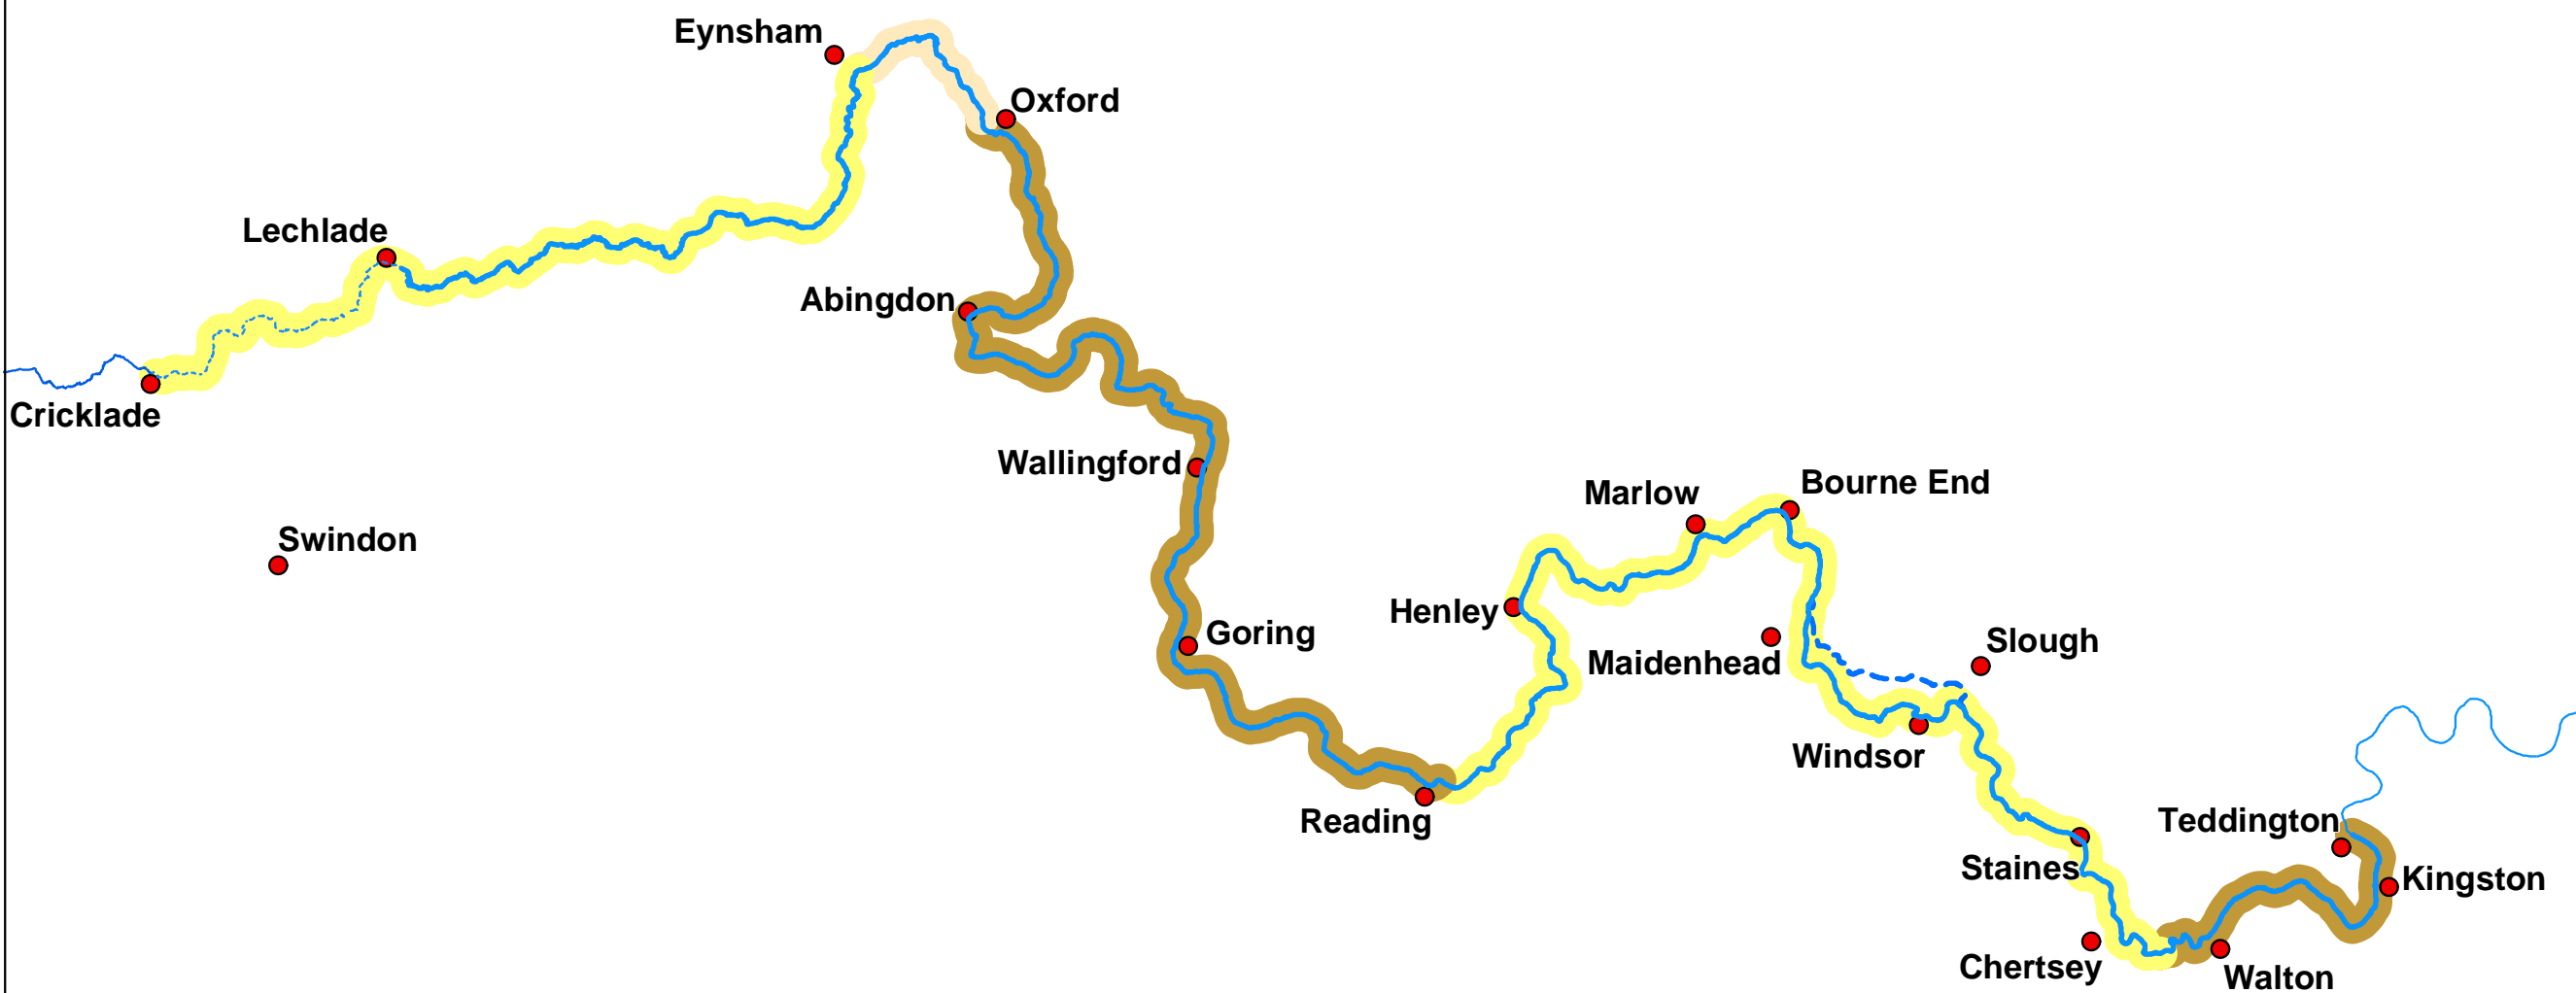 Eynsham
Oxford
Lechlade
Abingdon
Cricklade
Wallingford
Bourne End
Marlow
Swindon
Henley
Goring
Slough
Maidenhead
Windsor
Reading
Teddington
Staines
Kingston
Chertsey
Walton